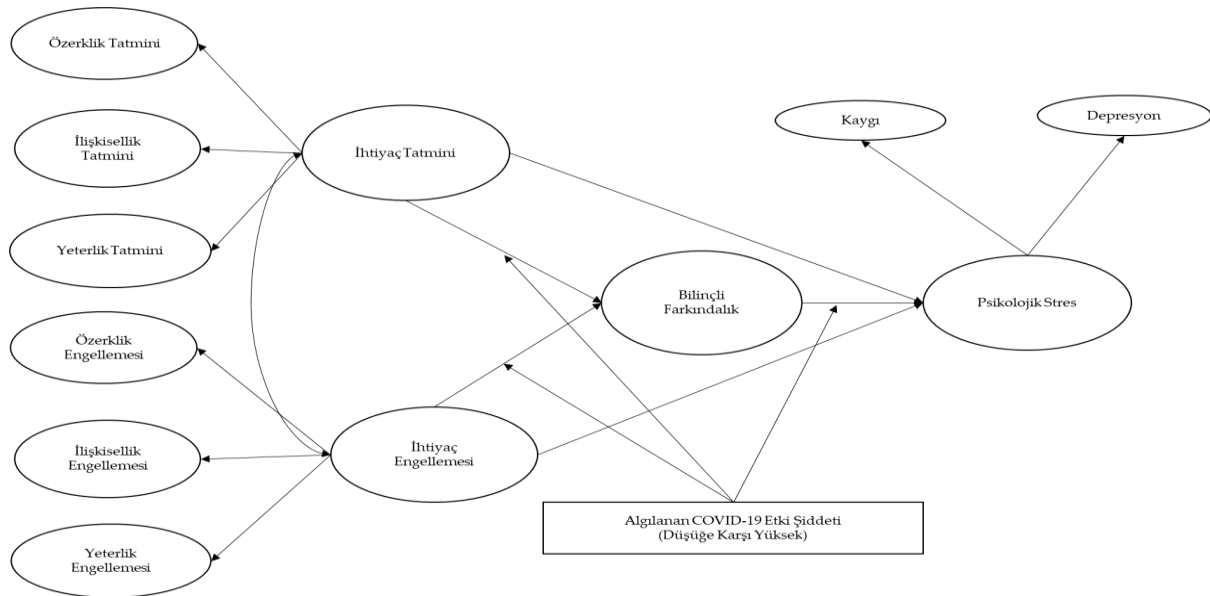 Özerklik Tatmini
İlişkisellik
Tatmini
Yeterlik Tatmini
Özerklik
Engellemesi
İlişkisellik
Engellemesi
Yeterlik
Engellemesi
İhtiyaç Tatmini
İhtiyaç
Engellemesi
Bilinçli
Farkındalık
Algılanan COVID-19 Etki Şiddeti
(Düşüğe Karşı Yüksek)
Kaygı
Depresyon
Psikolojik Stres